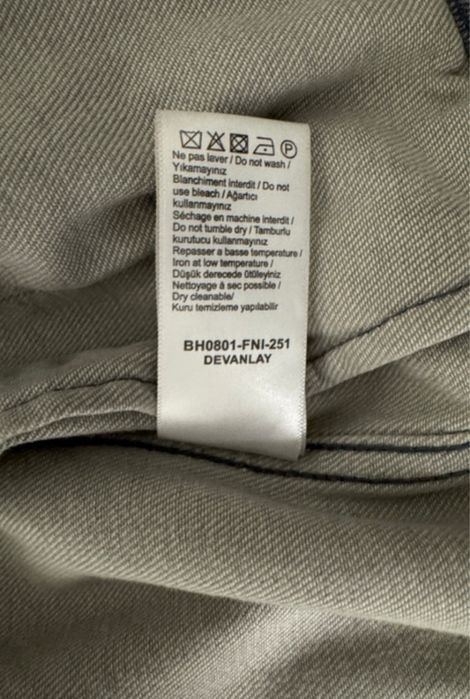 P
Ne pas laver / Do not wash /
Yıkamayınız
Blanchiment interdit / Do not
use bleach / Ağartıcı
kullanmayınız
Séchage en machine interdit /
Do not tumble dry / Tamburlu
kurutucu kullanmayınız
Repasser a basse temperature /
Iron at low temperature /
Düşük derecede ütüleyiniz
Nettoyage à sec possible /
Dry cleanable/
Kuru temizleme yapılabilir
BH0801-FNI-251
DEVANLAY